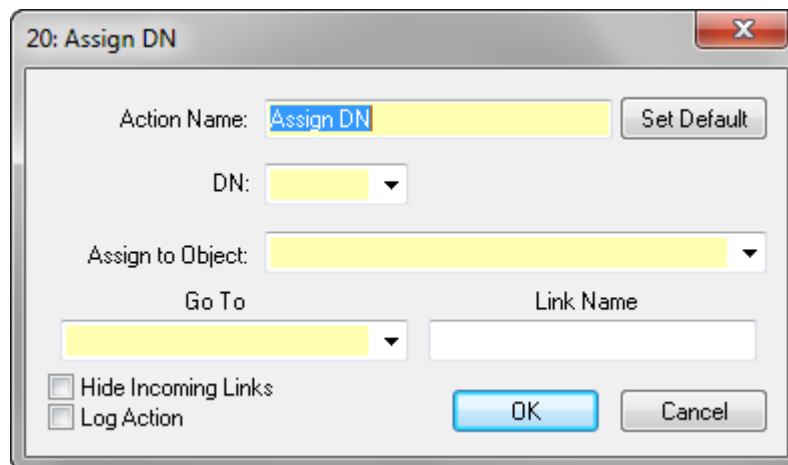 20: Assign DN
Action Name: Assign DN Set Default
DN:
Assign to Object:
Go To Link Name
Hide Incoming Links
Log Action
OK Cancel